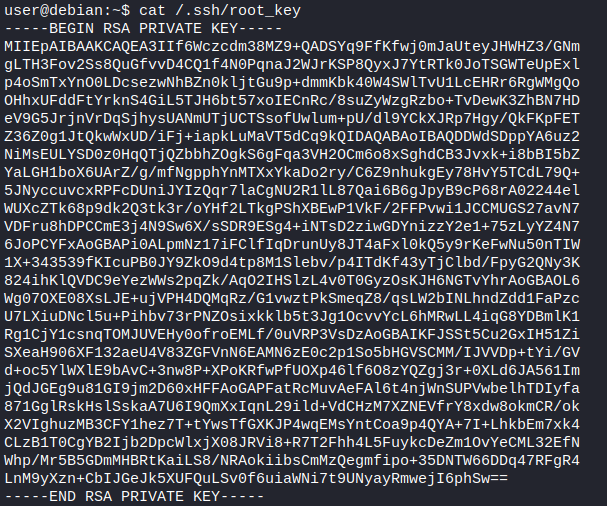 user@debian:~$ cat /.ssh/root_key
-----BEGIN RSA PRIVATE KEY-----
MIIEpAIBAAKCAQEA3IIf6Wczcdm38MZ9+QADSYq9FfKfwj0mJaUteyJHWHZ3/GNm
gLTH3Fov2Ss8QuGfvvD4CQ1f4N0PqnaJ2WJrKSP8QyxJ7YtRTk0JoTSGWTeUpExl
p4oSmTxYnO0LDcsezwNhBZn0kljtGu9p+dmmKbk40W4SWlTvU1LcEHRr6RgWMgQo
OHhxUFddFtYrknS4GiL5TJH6bt57xoIECnRc/8suZyWzgRzbo+TvDewK3ZhBN7HD
eV9G5JrjnVrDqSjhysUANmUTjUCTSsofUwlum+pU/dl9YCkXJRp7Hgy/QkFKpFET
Z36Z0g1JtQkwWxUD/iFj+iapkLuMaVT5dCq9kQIDAQABAoIBAQDDWdSDppYA6uz2
NiMsEULYSD0z0HqQTjQZbbhZOgkS6gFqa3VH2OCm6o8xSghdCB3Jvxk+i8bBI5bZ
YaLGH1boX6UArZ/g/mfNgpphYnMTXxYkaDo2ry/C6Z9nhukgEy78HvY5TCdL79Q+
5JNyccuvcxRPFcDUniJYIzQqr7laCgNU2R1lL87Qai6B6gJpyB9cP68rA02244el
WUXcZTk68p9dk2Q3tk3r/oYHf2LTkgPShXBEwP1VkF/2FFPvwi1JCCMUGS27avN7
VDFru8hDPCCmE3j4N9Sw6X/sSDR9ESg4+iNTsD2ziwGDYnizzY2e1+75zLyYZ4N7
6JoPCYFxAoGBAPi0ALpmNz17iFClfIqDrunUy8JT4aFxl0kQ5y9rKeFwNu50nTIW
1X+343539fKIcuPB0JY9ZkO9d4tp8M1Slebv/p4ITdKf43yTjClbd/FpyG2QNy3K
824ihKlQVDC9eYezWWs2pqZk/AqO2IHSlzL4v0T0GyzOsKJH6NGTvYhrAoGBAOL6
Wg07OXE08XsLJE+ujVPH4DQMqRz/G1vwztPkSmeqZ8/qsLW2bINLhndZdd1FaPzc
U7LXiuDNcl5u+Pihbv73rPNZOsixkklb5t3Jg1OcvvYcL6hMRwLL4iqG8YDBmlK1
Rg1CjY1csnqTOMJUVEHy0ofroEMLf/0uVRP3VsDzAoGBAIKFJSSt5Cu2GxIH51Zi
SXeaH906XF132aeU4V83ZGFVnN6EAMN6zE0c2p1So5bHGVSCMM/IJVVDp+tYi/GV
d+oc5YlWXlE9bAvC+3nw8P+XPoKRfwPfUOXp46lf6O8zYQZgj3r+0XLd6JA561Im
jQdJGEg9u81GI9jm2D60xHFFAoGAPFatRcMuvAeFAl6t4njWnSUPVwbelhTDIyfa
871GglRskHslSskaA7U6I9QmXxIqnL29ild+VdCHzM7XZNEVfrY8xdw8okmCR/ok
X2VIghuzMB3CFY1hez7T+tYwsTfGXKJP4wqEMsYntCoa9p4QYA+7I+LhkbEm7xk4
CLzB1T0CgYB2Ijb2DpcWlxjX08JRVi8+R7T2Fhh4L5FuykcDeZm1OvYeCML32EfN
Whp/Mr5B5GDmMHBRtKaiLS8/NRAokiibsCmMzQegmfipo+35DNTW66DDq47RFgR4
LnM9yXzn+CbIJGeJk5XUFQuLSv0f6uiaWNi7t9UNyayRmwejI6phSw==
-----END RSA PRIVATE KEY-----